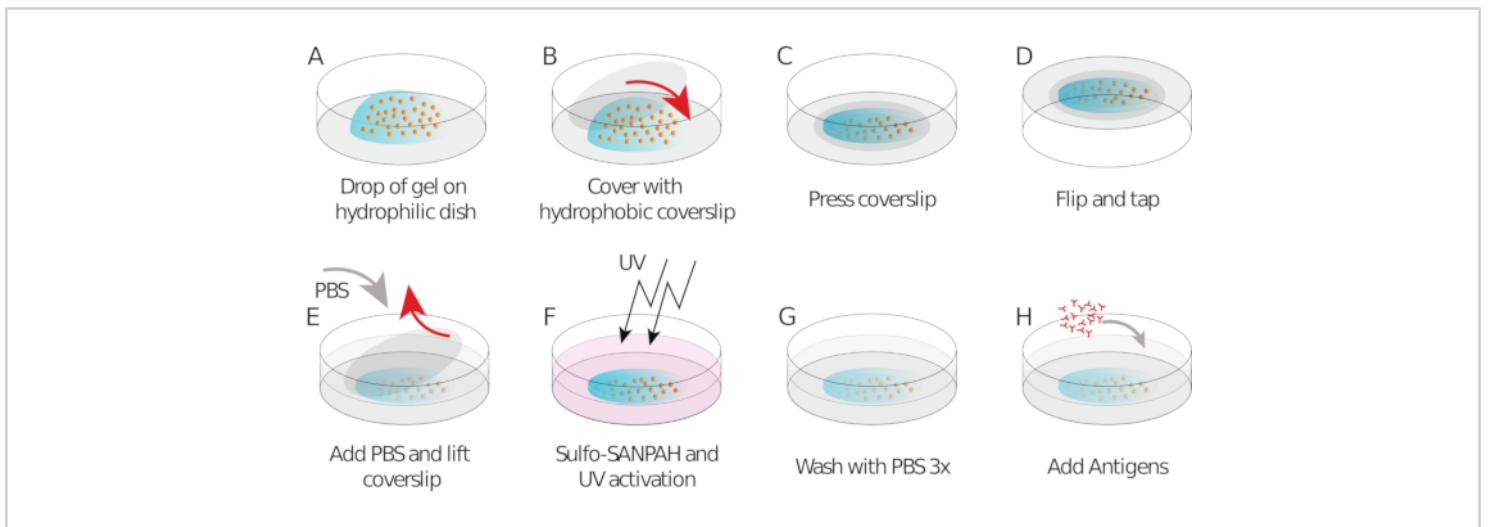 A
Drop of gel on
hydrophilic dish
B
Cover with
hydrophobic coverslip
C
Press coverslip
D
Flip and tap
PBS
E
Add PBS and lift
coverslip
UV
F
Sulfo-SANPAH and
UV activation
G
Wash with PBS 3x
H
Add Antigens